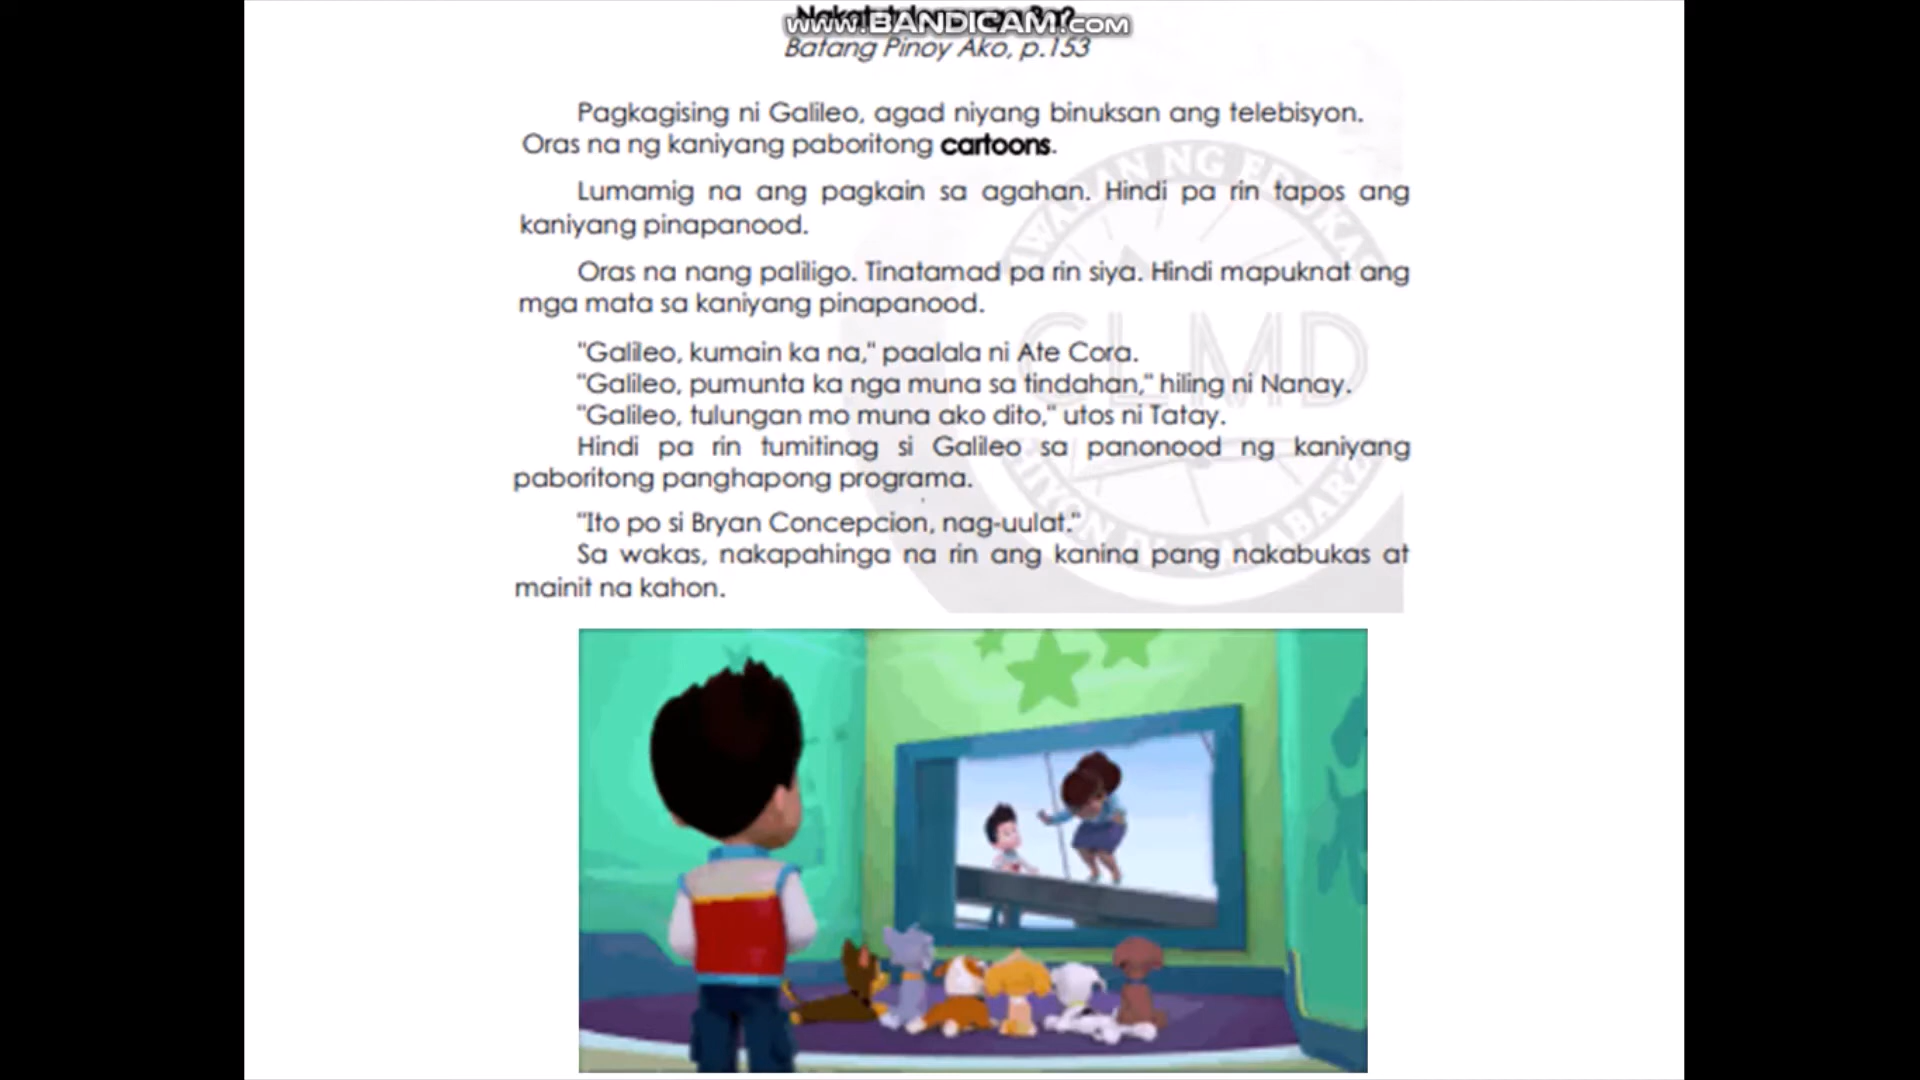 www.BANDICAM.com
Batang Pinoy Ako, p.153
Pagkagising ni Galileo, agad niyang binuksan ang telebisyon.
Oras na ng kaniyang paboritong cartoons.
Lumamig na ang pagkain sa agahan. Hindi pa rin tapos ang
kaniyang pinapanood.
Oras na nang paliligo. Tinatamad pa rin siya. Hindi mapuknat ang
mga mata sa kaniyang pinapanood.
"Galileo, kumain ka na," paalala ni Ate Cora.
"Galileo, pumunta ka nga muna sa tindahan," hiling ni Nanay.
"Galileo, tulungan mo muna ako dito," utos ni Tatay.
Hindi pa rin tumitinag si Galileo sa panonood ng kaniyang
paboritong panghapong programa.
"Ito po si Bryan Concepcion, nag-uulat."
Sa wakas, nakapahinga na rin ang kanina pang nakabukas at
mainit na kahon.
CLMD